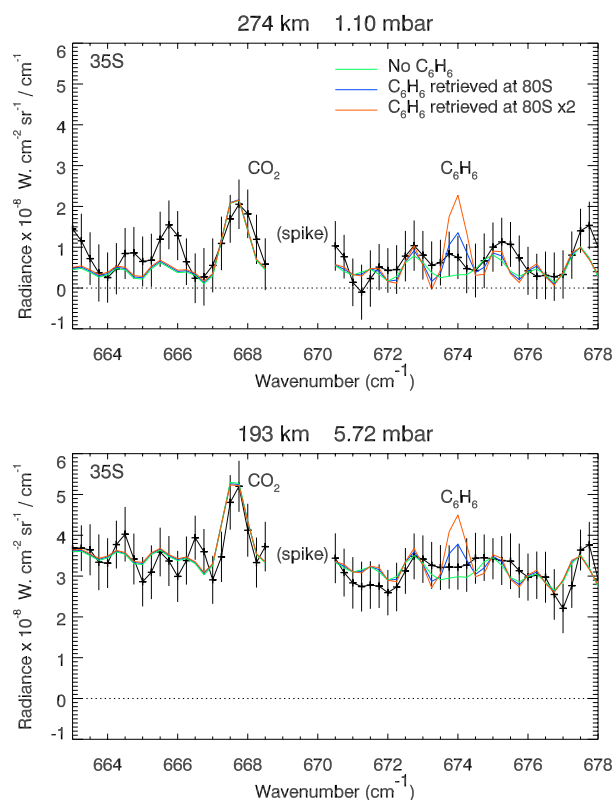 274 km 1.10 mbar
35S
No C6H6
C6H6 retrieved at 80S
C6H6 retrieved at 80S x2
CO2
C6H6
(spike)
Radiance x 10-8 W. cm-2 sr-1 / cm-1
6
5
4
3
2
1
0
-1
664 666 668 670 672 674 676 678
Wavenumber (cm-1)
193 km 5.72 mbar
35S
CO2
C6H6
(spike)
Radiance x 10-8 W. cm-2 sr-1 / cm-1
6
5
4
3
2
1
0
-1
664 666 668 670 672 674 676 678
Wavenumber (cm-1)